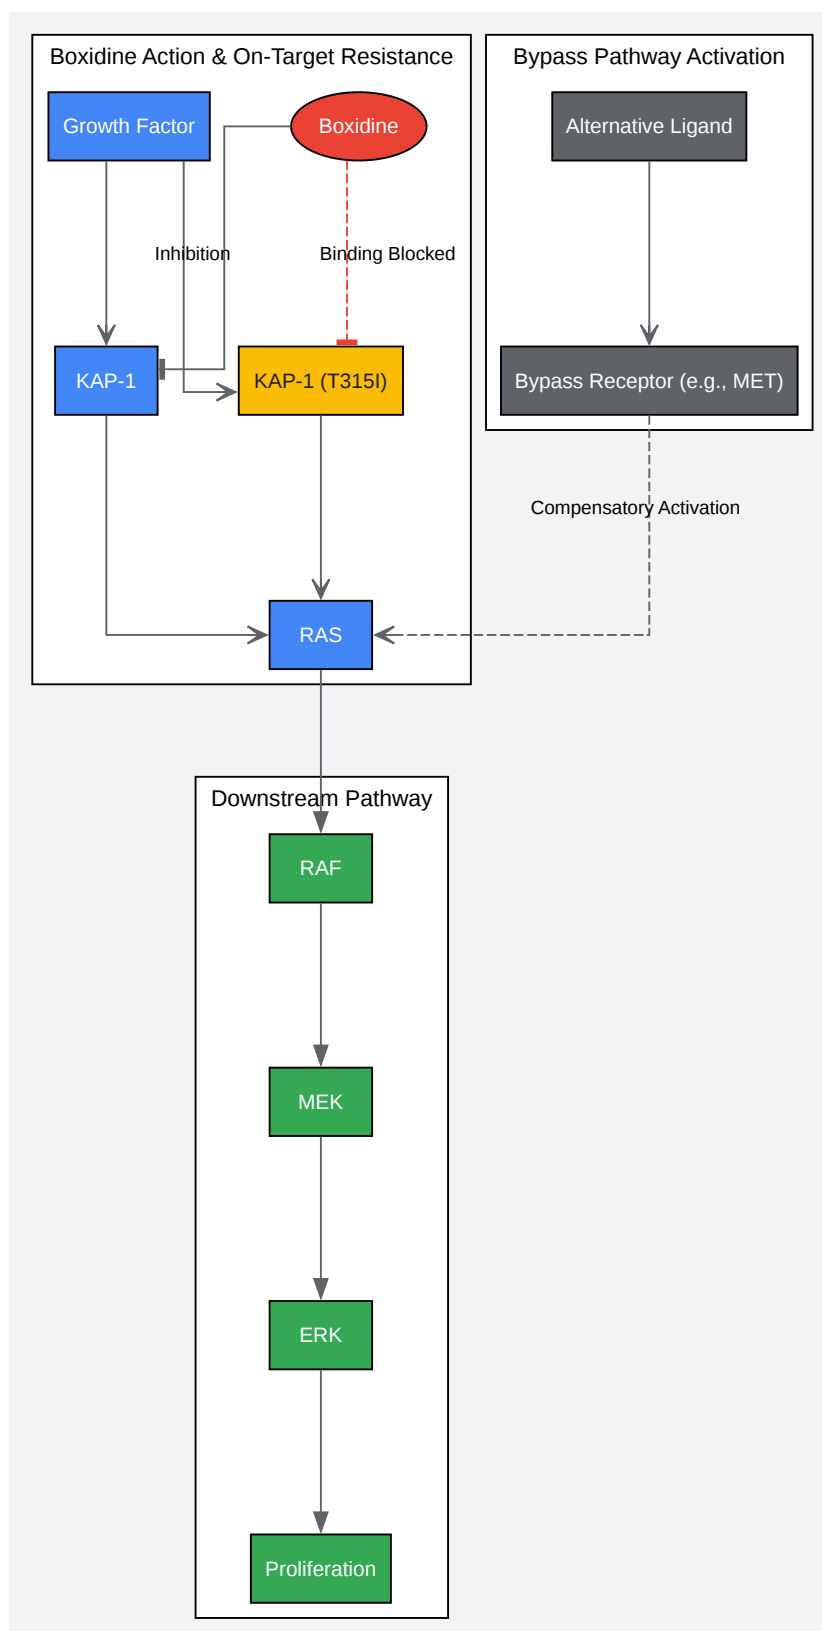 Boxidine Action & On-Target Resistance
Bypass Pathway Activation
Growth Factor
Boxidine
Alternative Ligand
Inhibition
Binding Blocked
KAP-1
KAP-1 (T315I)
Bypass Receptor (e.g., MET)
Compensatory Activation
RAS
Downstream Pathway
RAF
MEK
ERK
Proliferation